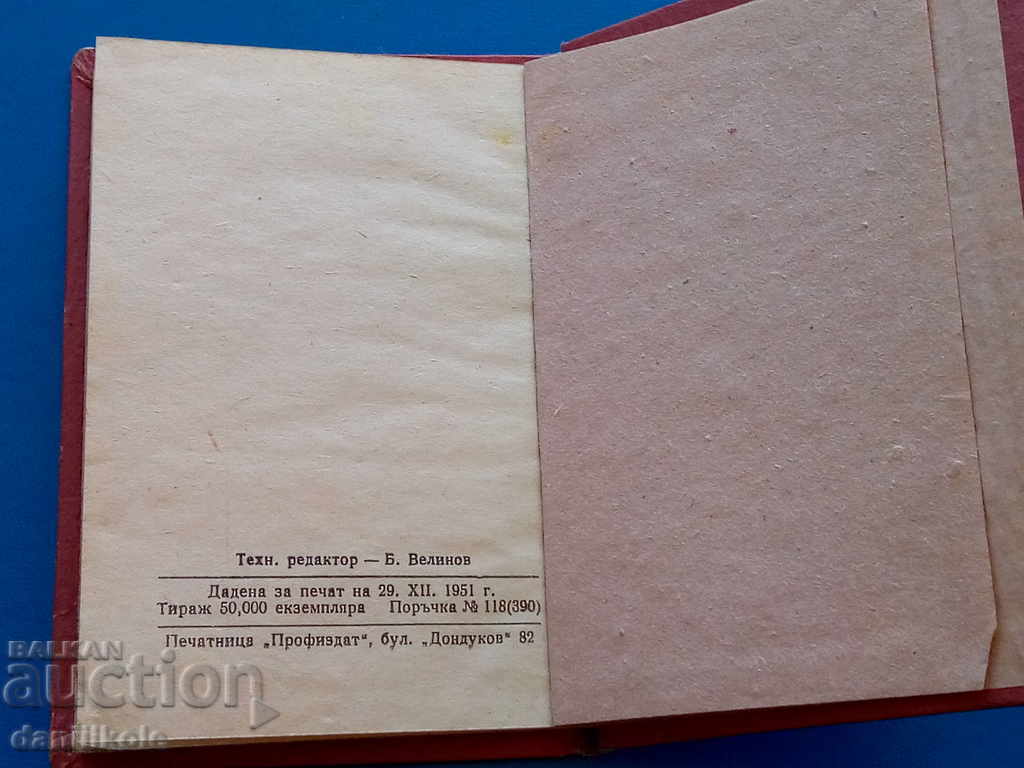 Техн. редактор — Б. Велинов
Дадена за печат на 29. XII. 1951 г.
Тираж 50,000 екземпляра Поръчка № 118(390)
Печатница „Профиздат“, бул. „Дондуков“ 82
BALKAN
auction
danjilkole